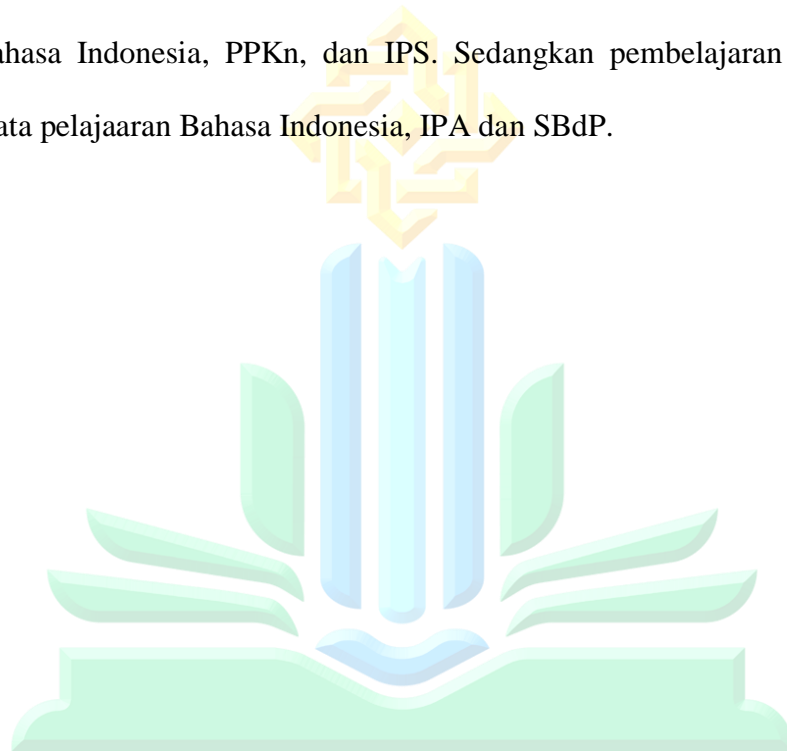 ahasa Indonesia, PPKn, dan IPS. Sedangkan pembelajaran
ata pelajaaran Bahasa Indonesia, IPA dan SBdP.